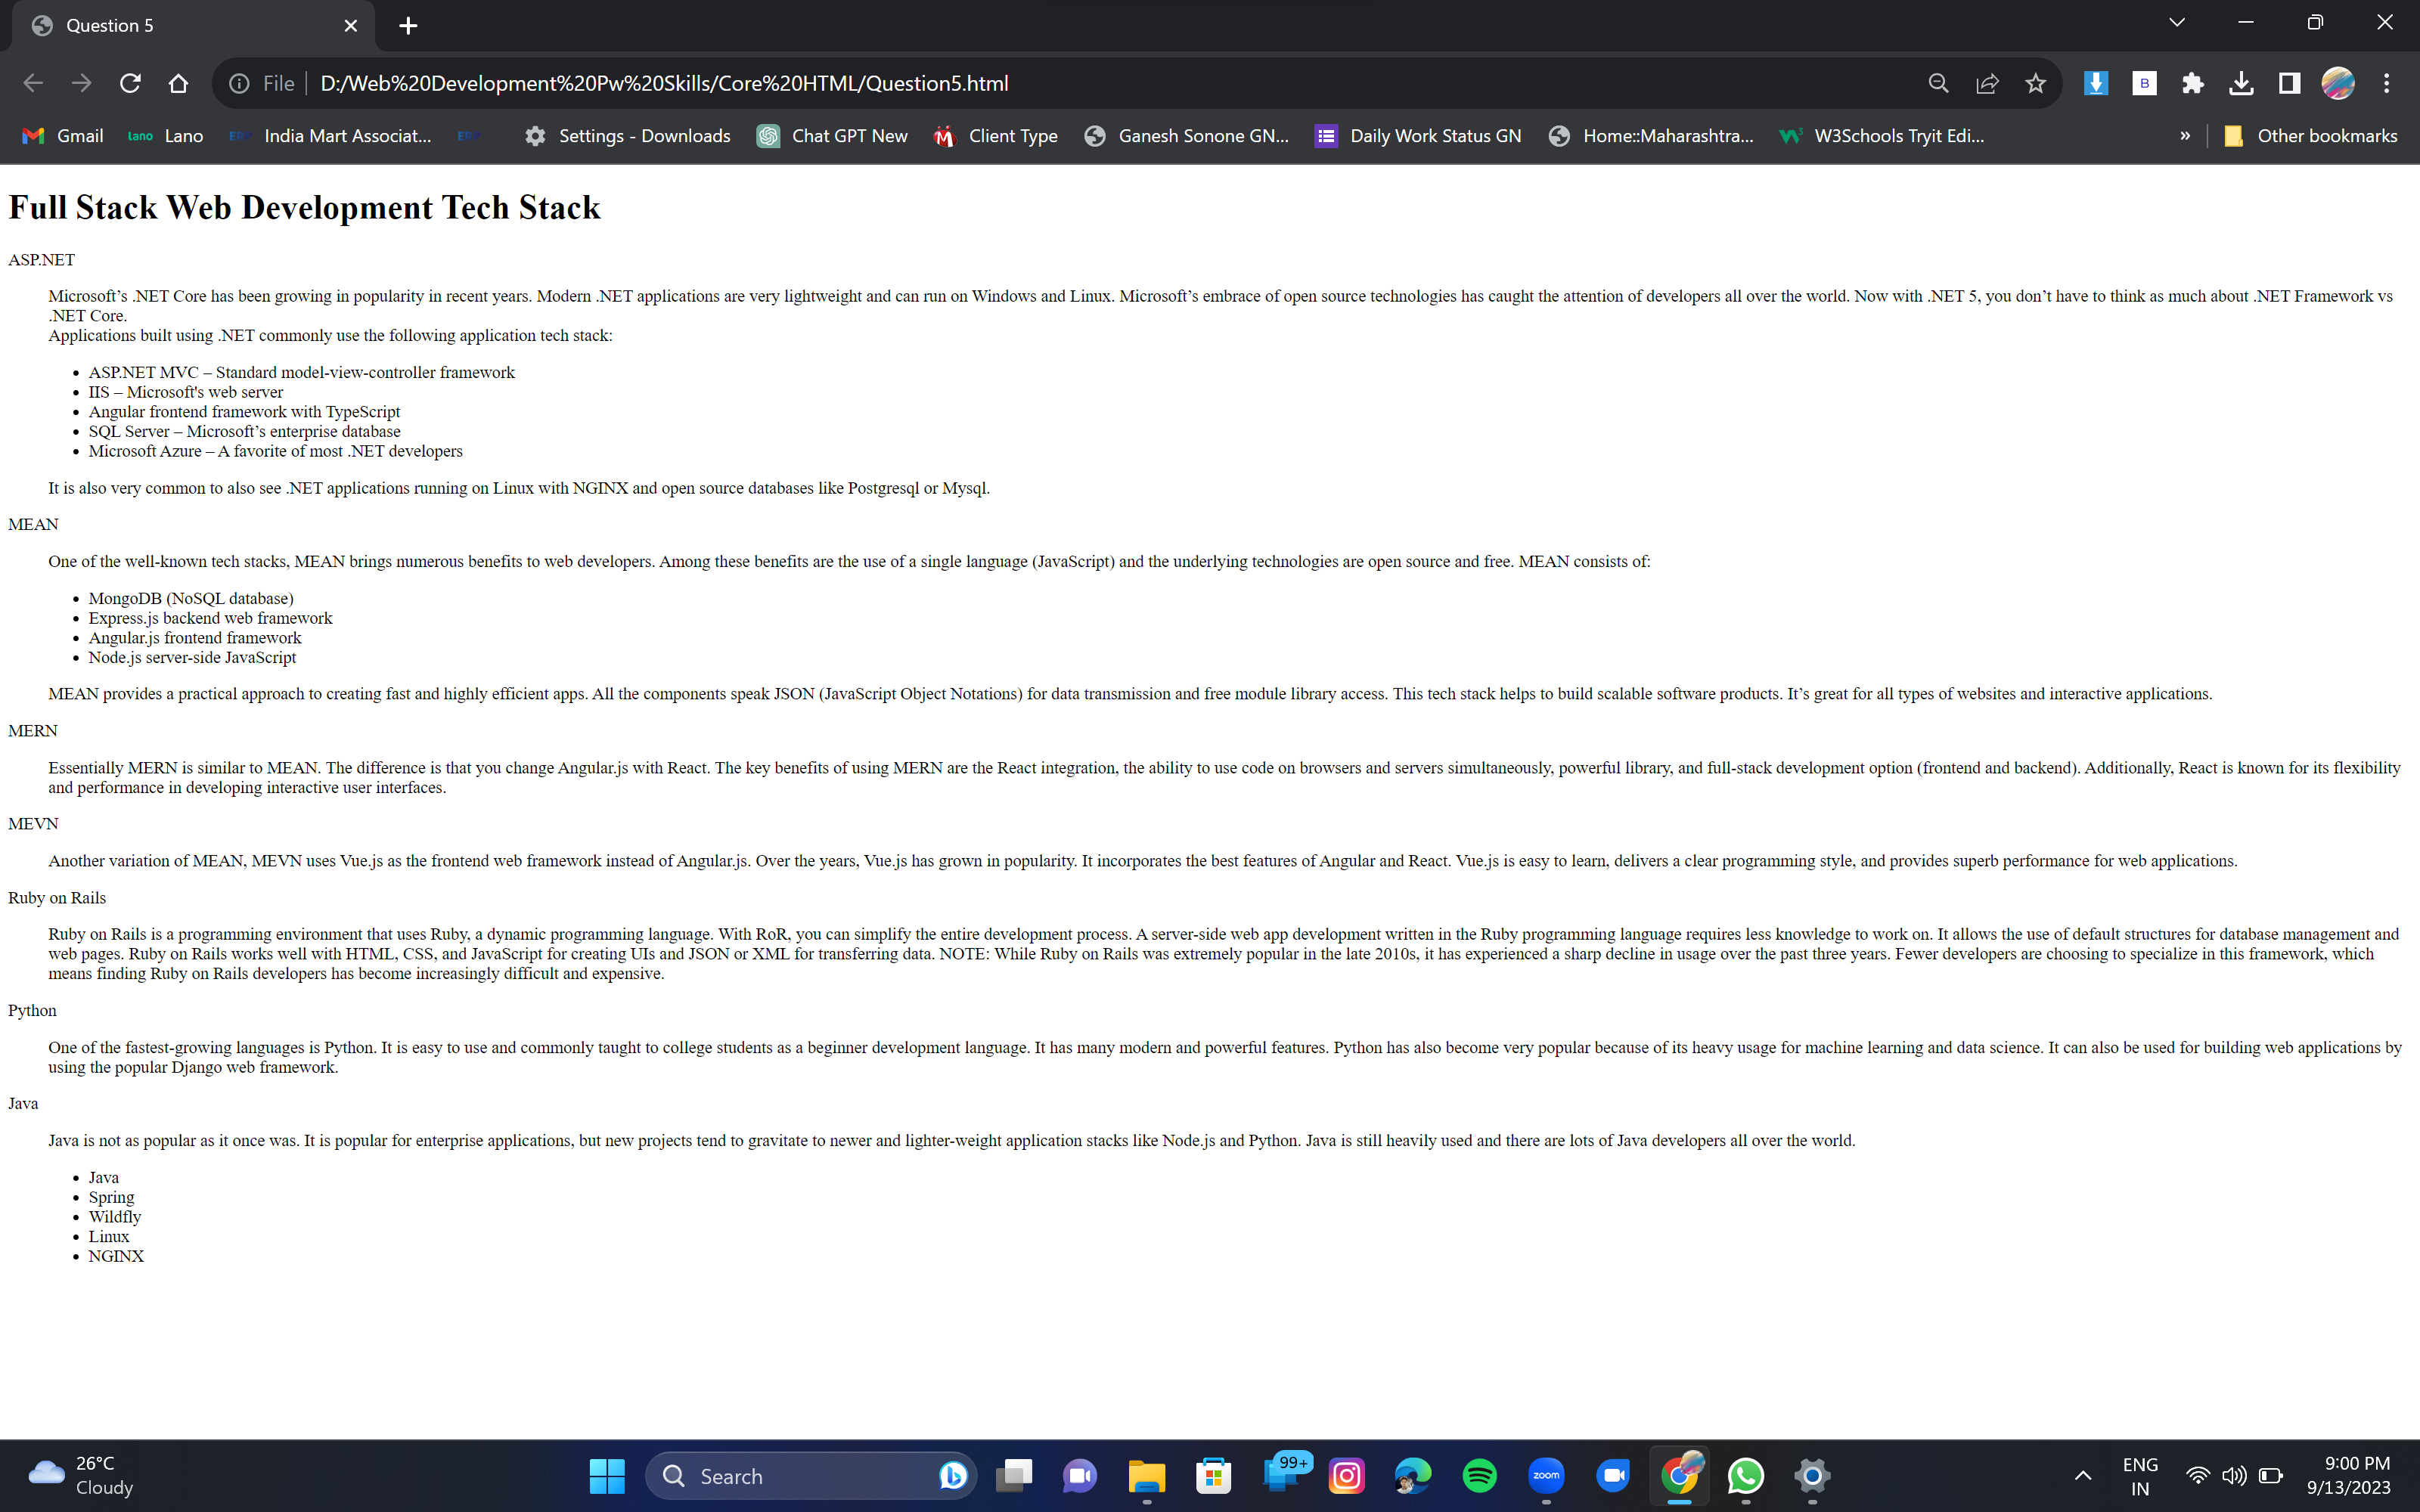 Question 5
File
D:/Web%20Development%20Pw%20Skills/Core%20HTML/Question5.html
B
Gmail
Lano Lano
India Mart Associat...
Settings - Downloads
Chat GPT New
Client Type
Ganesh Sonone GN...
Daily Work Status GN
Home::Maharashtra...
W3Schools Tryit Edi...
»
Other bookmarks
Full Stack Web Development Tech Stack
ASP.NET
Microsoft’s .NET Core has been growing in popularity in recent years. Modern .NET applications are very lightweight and can run on Windows and Linux. Microsoft’s embrace of open source technologies has caught the attention of developers all over the world. Now with .NET 5, you don’t have to think as much about .NET Framework vs
.NET Core.
Applications built using .NET commonly use the following application tech stack:
• ASP.NET MVC – Standard model-view-controller framework
• IIS – Microsoft's web server
• Angular frontend framework with TypeScript
• SQL Server – Microsoft’s enterprise database
• Microsoft Azure – A favorite of most .NET developers
It is also very common to also see .NET applications running on Linux with NGINX and open source databases like Postgresql or Mysql.
MEAN
One of the well-known tech stacks, MEAN brings numerous benefits to web developers. Among these benefits are the use of a single language (JavaScript) and the underlying technologies are open source and free. MEAN consists of:
• MongoDB (NoSQL database)
• Express.js backend web framework
• Angular.js frontend framework
• Node.js server-side JavaScript
MEAN provides a practical approach to creating fast and highly efficient apps. All the components speak JSON (JavaScript Object Notations) for data transmission and free module library access. This tech stack helps to build scalable software products. It’s great for all types of websites and interactive applications.
MERN
Essentially MERN is similar to MEAN. The difference is that you change Angular.js with React. The key benefits of using MERN are the React integration, the ability to use code on browsers and servers simultaneously, powerful library, and full-stack development option (frontend and backend). Additionally, React is known for its flexibility
and performance in developing interactive user interfaces.
MEVN
Another variation of MEAN, MEVN uses Vue.js as the frontend web framework instead of Angular.js. Over the years, Vue.js has grown in popularity. It incorporates the best features of Angular and React. Vue.js is easy to learn, delivers a clear programming style, and provides superb performance for web applications.
Ruby on Rails
Ruby on Rails is a programming environment that uses Ruby, a dynamic programming language. With RoR, you can simplify the entire development process. A server-side web app development written in the Ruby programming language requires less knowledge to work on. It allows the use of default structures for database management and
web pages. Ruby on Rails works well with HTML, CSS, and JavaScript for creating UIs and JSON or XML for transferring data. NOTE: While Ruby on Rails was extremely popular in the late 2010s, it has experienced a sharp decline in usage over the past three years. Fewer developers are choosing to specialize in this framework, which
means finding Ruby on Rails developers has become increasingly difficult and expensive.
Python
One of the fastest-growing languages is Python. It is easy to use and commonly taught to college students as a beginner development language. It has many modern and powerful features. Python has also become very popular because of its heavy usage for machine learning and data science. It can also be used for building web applications by
using the popular Django web framework.
Java
Java is not as popular as it once was. It is popular for enterprise applications, but new projects tend to gravitate to newer and lighter-weight application stacks like Node.js and Python. Java is still heavily used and there are lots of Java developers all over the world.
• Java
• Spring
• Wildfly
• Linux
• NGINX
26°C
Cloudy
Search
99+
zoom
ENG
IN
9:00 PM
9/13/2023